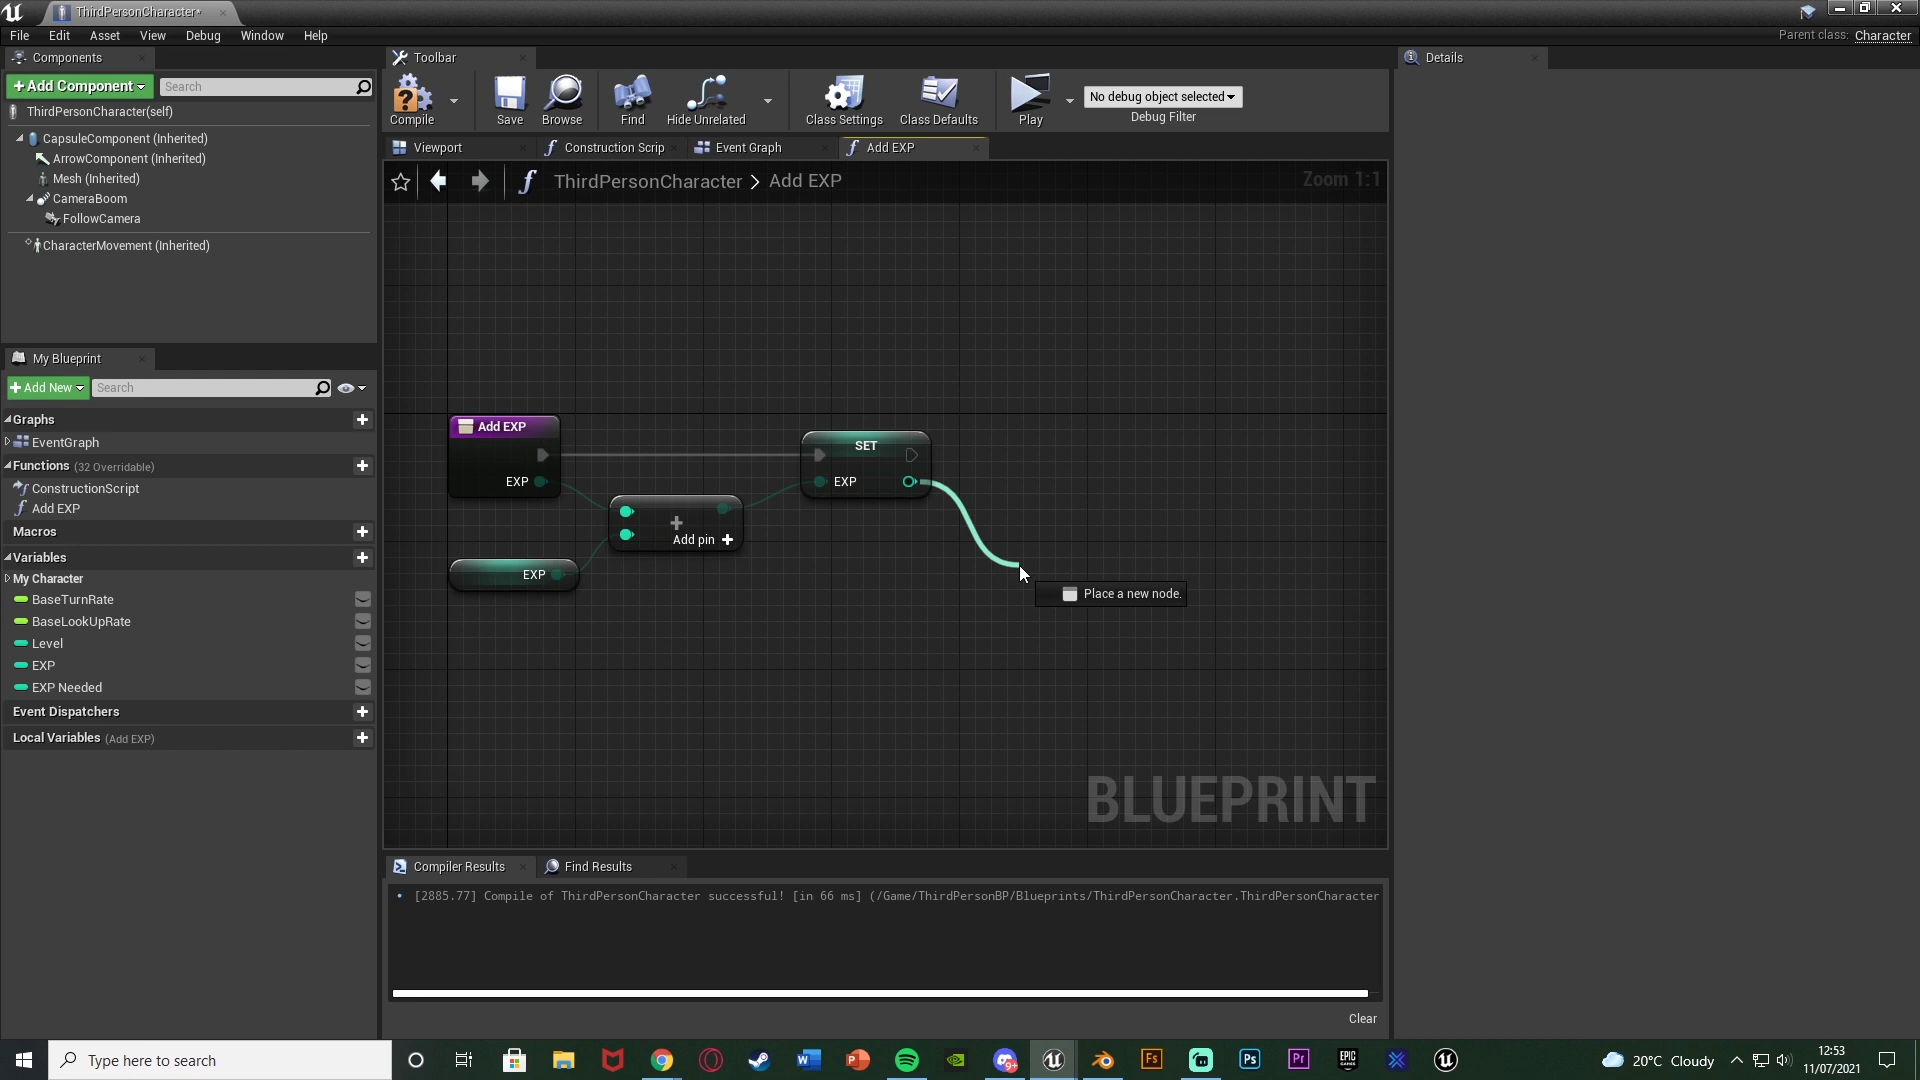 ThirdPersonCharacter*
File Edit Asset View Debug Window Help
Parent class: Character
Components
+Add Component
Search
ThirdPersonCharacter(self)
CapsuleComponent (Inherited)
ArrowComponent (Inherited)
Mesh (Inherited)
CameraBoom
FollowCamera
CharacterMovement (Inherited)
My Blueprint
+Add New
Search
Graphs
EventGraph
Functions (32 Overridable)
ConstructionScript
Add EXP
Macros
Variables
My Character
BaseTurnRate
BaseLookUpRate
Level
EXP
EXP Needed
Event Dispatchers
Local Variables (Add EXP)
Toolbar
Compile Save Browse Find Hide Unrelated Class Settings Class Defaults Play
No debug object selected
Debug Filter
Viewport Construction Scrip Event Graph Add EXP
ThirdPersonCharacter > Add EXP
Zoom 1:1
Add EXP
EXP
EXP
Add pin +
SET
EXP
Place a new node.
BLUEPRINT
Compiler Results Find Results
[2885.77] Compile of ThirdPersonCharacter successful! [in 66 ms] (/Game/ThirdPersonBP/Blueprints/ThirdPersonCharacter.ThirdPersonCharacter
Clear
Details
Type here to search
W P 9+ Fs Ps Pr EPIC GAMES
20°C Cloudy
12:53
11/07/2021